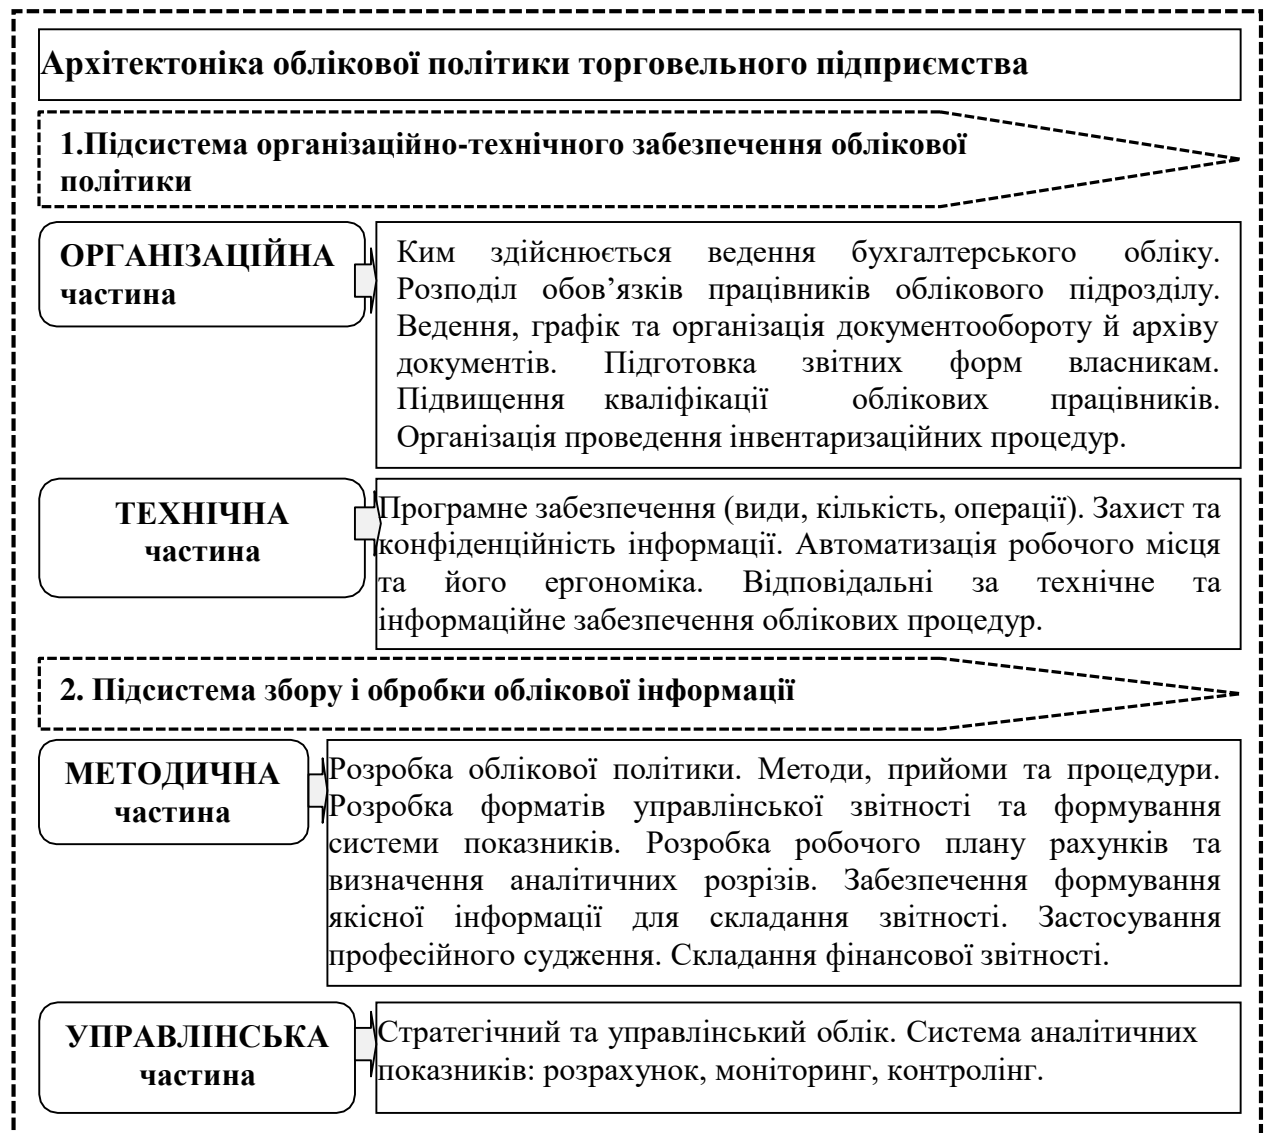 Архітектоніка облікової політики торговельного підприємства
1.Підсистема організаційно-технічного забезпечення облікової
політики
ОРГАНІЗАЦІЙНА
частина
Ким здійснюється ведення бухгалтерського обліку.
Розподіл обов’язків працівників облікового підрозділу.
Ведення, графік та організація документообороту й архіву
документів. Підготовка звітних форм власникам.
Підвищення кваліфікації облікових працівників.
Організація проведення інвентаризаційних процедур.
ТЕХНІЧНА
частина
Програмне забезпечення (види, кількість, операції). Захист та
конфіденційність інформації. Автоматизація робочого місця
та його ергономіка. Відповідальні за технічне та
інформаційне забезпечення облікових процедур.
2. Підсистема збору і обробки облікової інформації
МЕТОДИЧНА
частина
Розробка облікової політики. Методи, прийоми та процедури.
Розробка форматів управлінської звітності та формування
системи показників. Розробка робочого плану рахунків та
визначення аналітичних розрізів. Забезпечення формування
якісної інформації для складання звітності. Застосування
професійного судження. Складання фінансової звітності.
УПРАВЛІНСЬКА
частина
Стратегічний та управлінський облік. Система аналітичних
показників: розрахунок, моніторинг, контролінг.